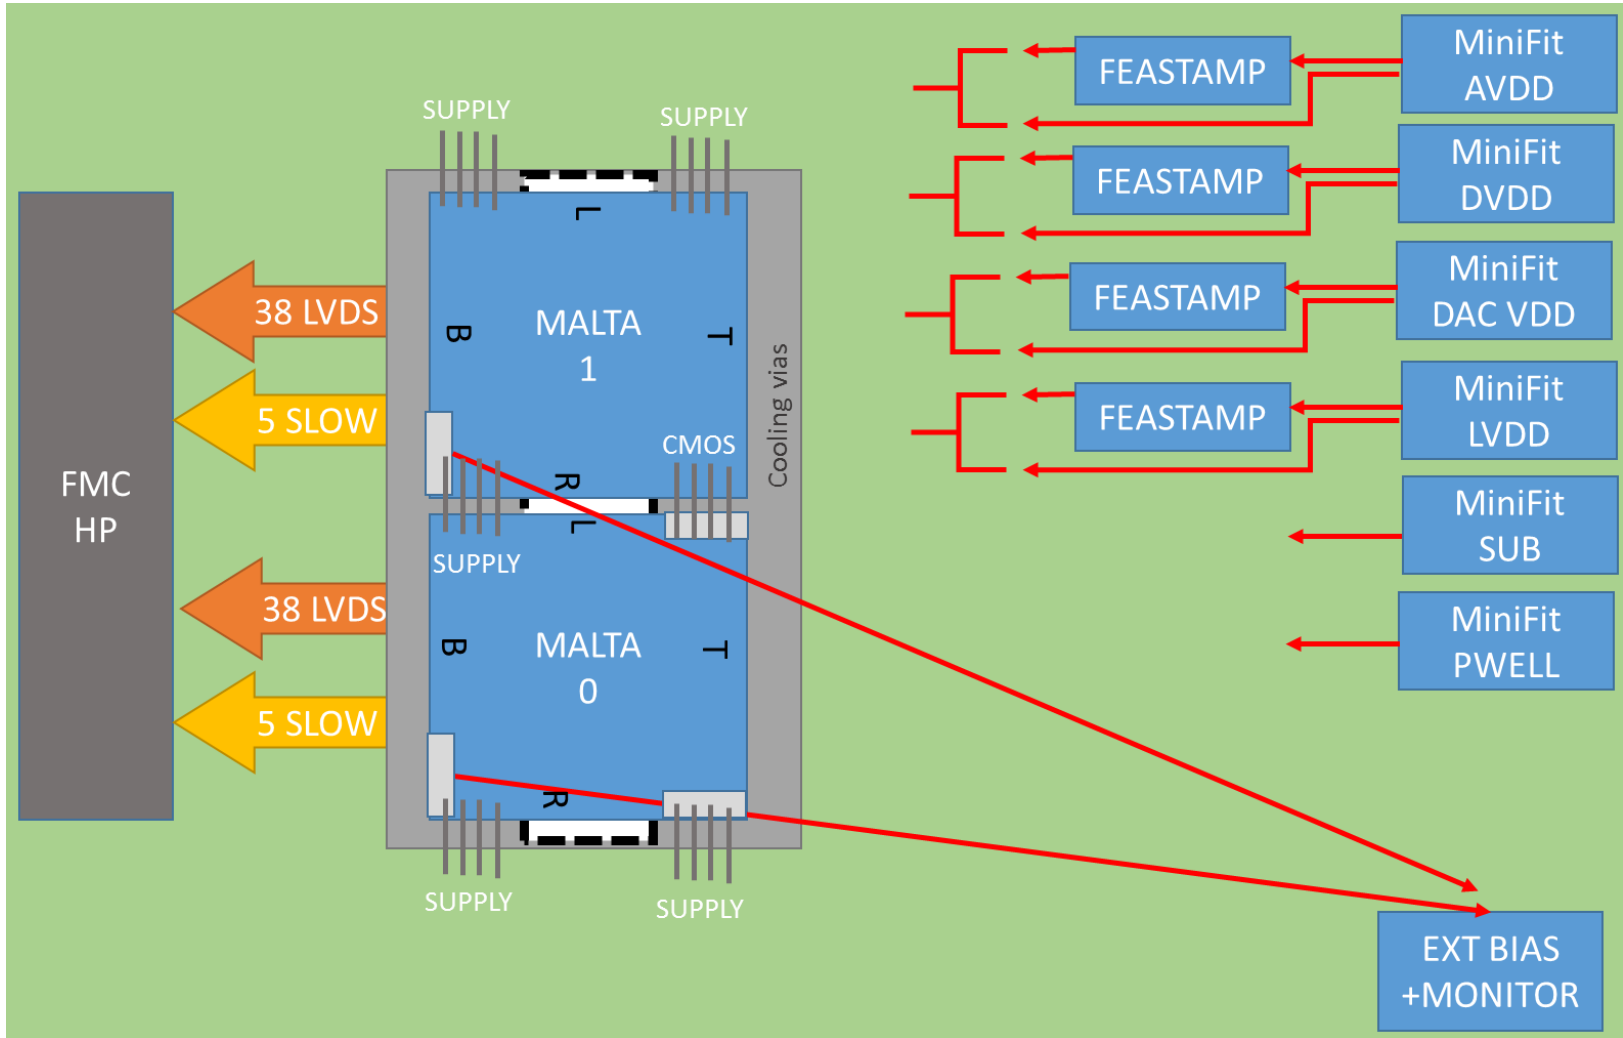 MiniFit
AVDD
FEASTAMP
SUPPLY
SUPPLY
MiniFit
DVDD
FEASTAMP
L
MiniFit
DAC VDD
FEASTAMP
38 LVDS
B
MALTA
1
T
Cooling vias
MiniFit
LVDD
FEASTAMP
5 SLOW
CMOS
FMC
HP
R
L
MiniFit
SUB
SUPPLY
38 LVDS
B
MALTA
0
T
MiniFit
PWELL
5 SLOW
R
SUPPLY
SUPPLY
EXT BIAS
+MONITOR